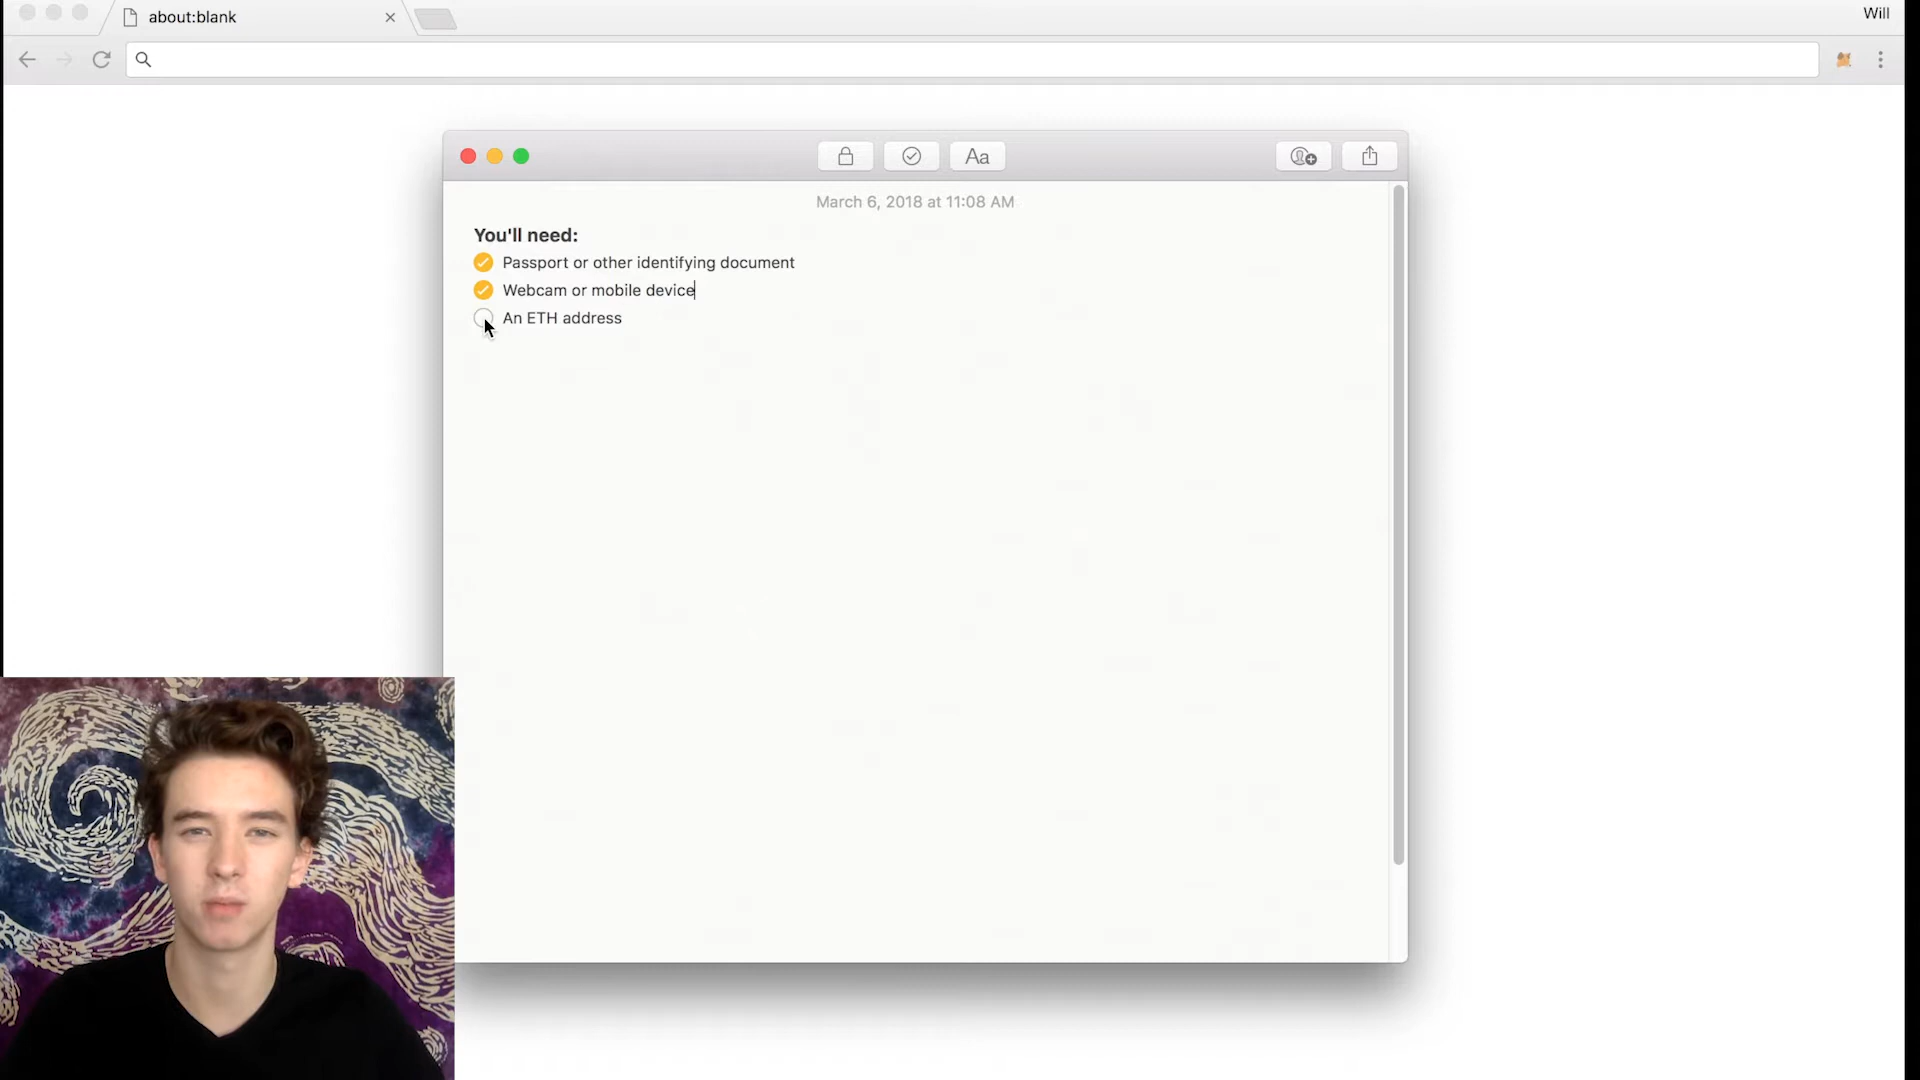 about:blank
Will
Aa
March 6, 2018 at 11:08 AM
You'll need:
Passport or other identifying document
Webcam or mobile device
An ETH address